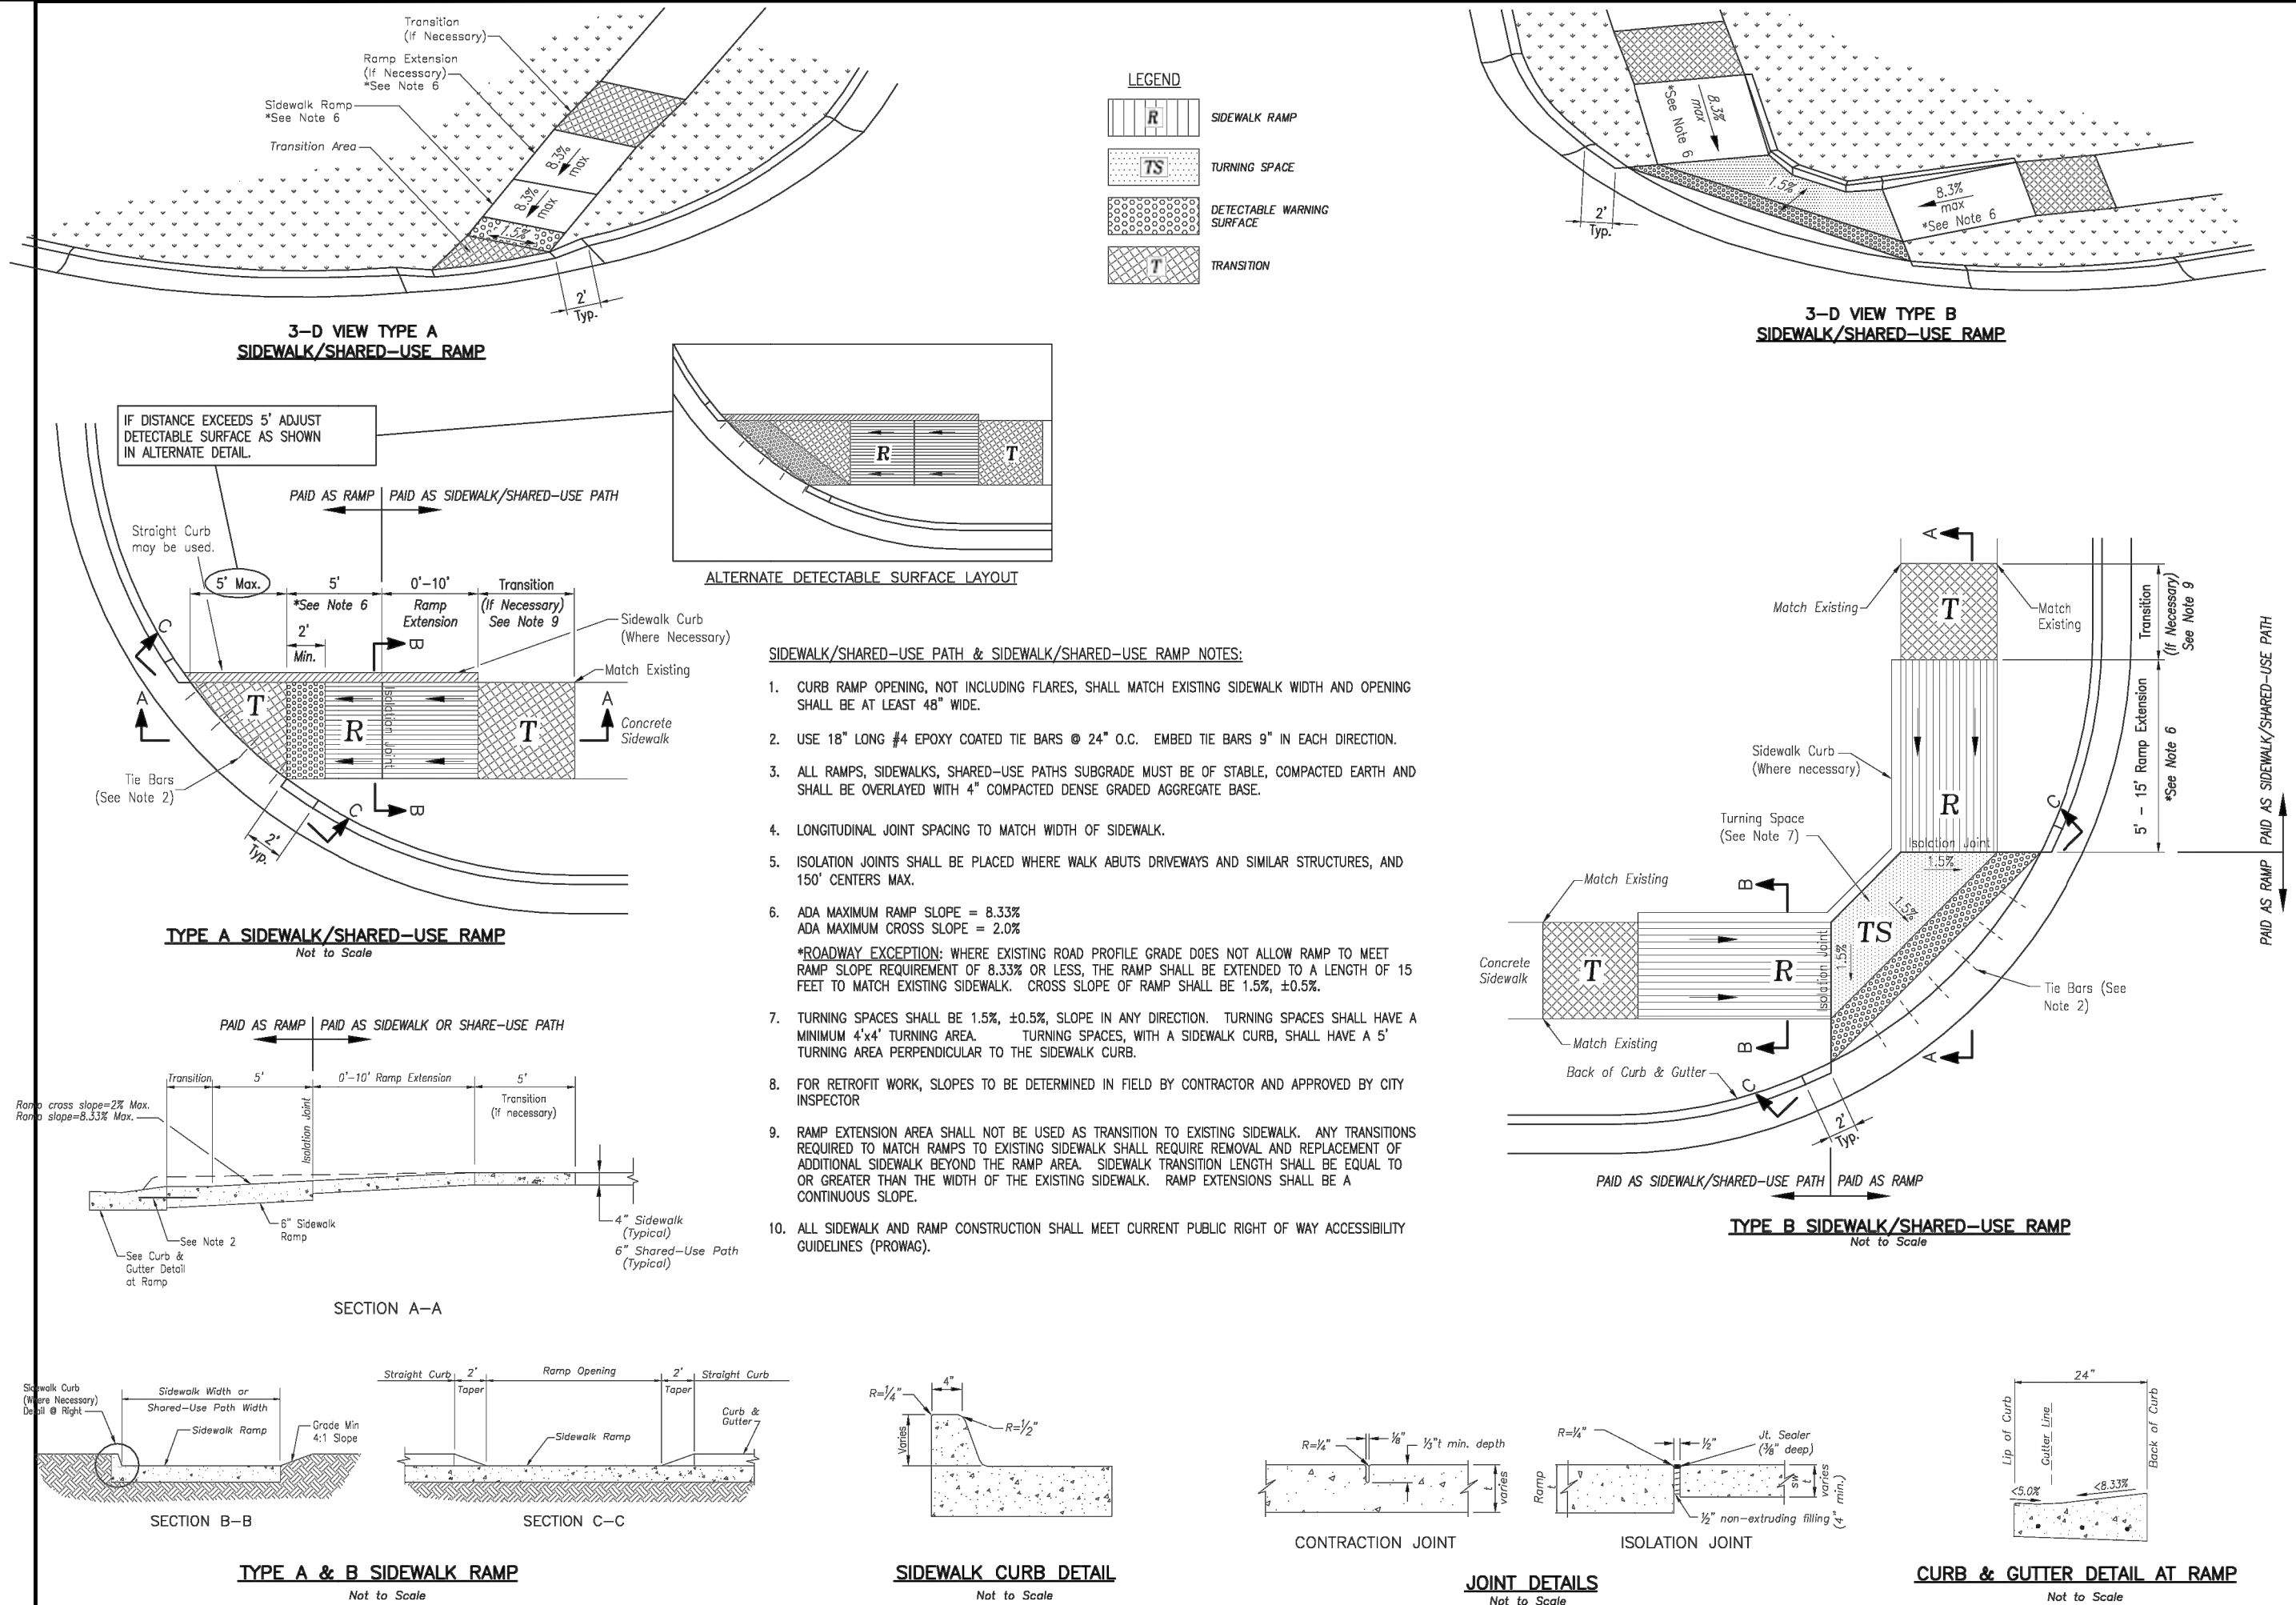 Transition
(If Necessary)
Ramp Extension
(If Necessary)
*See Note 6
Sidewalk Ramp
*See Note 6
Transition Area
8.3%
max
8.3%
max
1.5%
2'
Typ.
3-D VIEW TYPE A
SIDEWALK/SHARED-USE RAMP
LEGEND
R
SIDEWALK RAMP
TS
TURNING SPACE
DETECTABLE WARNING
SURFACE
T
TRANSITION
*See Note 6
8.3%
max
1.5%
8.3%
max
*See Note 6
2'
Typ.
3-D VIEW TYPE B
SIDEWALK/SHARED-USE RAMP
IF DISTANCE EXCEEDS 5' ADJUST
DETECTABLE SURFACE AS SHOWN
IN ALTERNATE DETAIL.
R
T
ALTERNATE DETECTABLE SURFACE LAYOUT
PAID AS RAMP
PAID AS SIDEWALK/SHARED-USE PATH
Straight Curb
may be used.
5' Max.
5'
*See Note 6
0'-10'
Ramp
Extension
Transition
(If Necessary)
See Note 9
2'
Min.
Sidewalk Curb
(Where Necessary)
Match Existing
A
A
B
B
C
C
T
R
Isolation Joint
T
Concrete
Sidewalk
Tie Bars
(See Note 2)
2'
Typ.
TYPE A SIDEWALK/SHARED-USE RAMP
Not to Scale
PAID AS RAMP
PAID AS SIDEWALK OR SHARE-USE PATH
Transition
5'
0'-10' Ramp Extension
5'
Transition
(if necessary)
Ramp cross slope=2% Max.
Ramp slope=8.33% Max.
Isolation Joint
6" Sidewalk
Ramp
See Note 2
See Curb &
Gutter Detail
at Ramp
4" Sidewalk
(Typical)
6" Shared-Use Path
(Typical)
SECTION A-A
SIDEWALK/SHARED-USE PATH & SIDEWALK/SHARED-USE RAMP NOTES:
1. CURB RAMP OPENING, NOT INCLUDING FLARES, SHALL MATCH EXISTING SIDEWALK WIDTH AND OPENING
SHALL BE AT LEAST 48" WIDE.
2. USE 18" LONG #4 EPOXY COATED TIE BARS @ 24" O.C. EMBED TIE BARS 9" IN EACH DIRECTION.
3. ALL RAMPS, SIDEWALKS, SHARED-USE PATHS SUBGRADE MUST BE OF STABLE, COMPACTED EARTH AND
SHALL BE OVERLAYED WITH 4" COMPACTED DENSE GRADED AGGREGATE BASE.
4. LONGITUDINAL JOINT SPACING TO MATCH WIDTH OF SIDEWALK.
5. ISOLATION JOINTS SHALL BE PLACED WHERE WALK ABUTS DRIVEWAYS AND SIMILAR STRUCTURES, AND
150' CENTERS MAX.
6. ADA MAXIMUM RAMP SLOPE = 8.33%
ADA MAXIMUM CROSS SLOPE = 2.0%
*ROADWAY EXCEPTION: WHERE EXISTING ROAD PROFILE GRADE DOES NOT ALLOW RAMP TO MEET
RAMP SLOPE REQUIREMENT OF 8.33% OR LESS, THE RAMP SHALL BE EXTENDED TO A LENGTH OF 15
FEET TO MATCH EXISTING SIDEWALK. CROSS SLOPE OF RAMP SHALL BE 1.5%, ±0.5%.
7. TURNING SPACES SHALL BE 1.5%, ±0.5%, SLOPE IN ANY DIRECTION. TURNING SPACES SHALL HAVE A
MINIMUM 4'x4' TURNING AREA. TURNING SPACES, WITH A SIDEWALK CURB, SHALL HAVE A 5'
TURNING AREA PERPENDICULAR TO THE SIDEWALK CURB.
8. FOR RETROFIT WORK, SLOPES TO BE DETERMINED IN FIELD BY CONTRACTOR AND APPROVED BY CITY
INSPECTOR
9. RAMP EXTENSION AREA SHALL NOT BE USED AS TRANSITION TO EXISTING SIDEWALK. ANY TRANSITIONS
REQUIRED TO MATCH RAMPS TO EXISTING SIDEWALK SHALL REQUIRE REMOVAL AND REPLACEMENT OF
ADDITIONAL SIDEWALK BEYOND THE RAMP AREA. SIDEWALK TRANSITION LENGTH SHALL BE EQUAL TO
OR GREATER THAN THE WIDTH OF THE EXISTING SIDEWALK. RAMP EXTENSIONS SHALL BE A
CONTINUOUS SLOPE.
10. ALL SIDEWALK AND RAMP CONSTRUCTION SHALL MEET CURRENT PUBLIC RIGHT OF WAY ACCESSIBILITY
GUIDELINES (PROWAG).
A
Match Existing
T
Match
Existing
Transition
(If Necessary)
See Note 9
5' - 15' Ramp Extension
*See Note 6
PAID AS SIDEWALK/SHARED-USE PATH
PAID AS RAMP
Sidewalk Curb
(Where necessary)
R
C
Turning Space
(See Note 7)
Isolation Joint
1.5%
Match Existing
B
1.5%
TS
1.5%
Isolation Joint
Concrete
Sidewalk
T
R
Tie Bars (See
Note 2)
Match Existing
B
A
Back of Curb & Gutter
C
2'
Typ.
PAID AS SIDEWALK/SHARED-USE PATH
PAID AS RAMP
TYPE B SIDEWALK/SHARED-USE RAMP
Not to Scale
Sidewalk Curb
(Where Necessary)
Detail @ Right
Sidewalk Width or
Shared-Use Path Width
Sidewalk Ramp
Grade Min
4:1 Slope
SECTION B-B
Straight Curb
2'
Taper
Ramp Opening
2'
Taper
Straight Curb
Curb &
Gutter
Sidewalk Ramp
SECTION C-C
TYPE A & B SIDEWALK RAMP
Not to Scale
4"
R=1/4"
R=1/2"
Varies
SIDEWALK CURB DETAIL
Not to Scale
R=1/4"
1/8"
1/3"t min. depth
t
varies
CONTRACTION JOINT
R=1/4"
1/2"
Jt. Sealer
(3/8" deep)
Ramp
t
SW t
varies
(4" min.)
1/2" non-extruding filling
ISOLATION JOINT
JOINT DETAILS
Not to Scale
24"
Lip of Curb
Gutter Line
Back of Curb
<5.0%
<8.33%
CURB & GUTTER DETAIL AT RAMP
Not to Scale